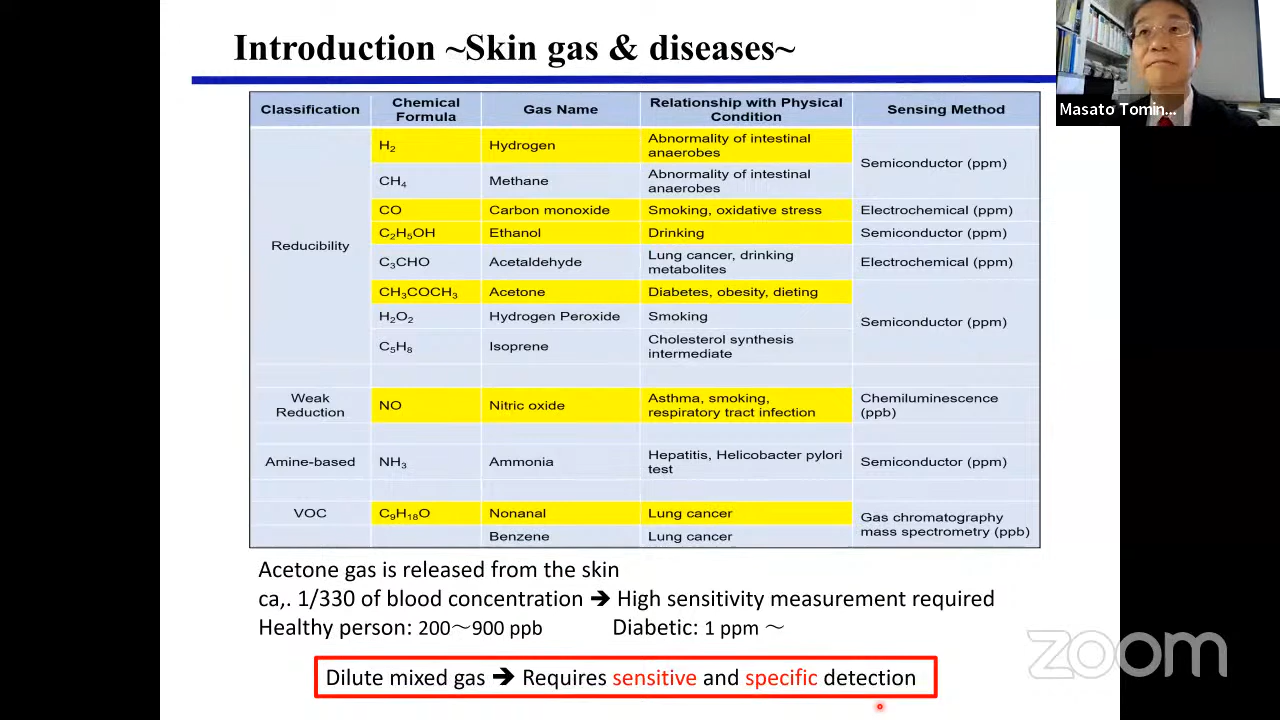 Introduction ~Skin gas & diseases~
Masato Tomin...
Classification
Chemical Formula
Gas Name
Relationship with Physical Condition
Sensing Method
Reducibility
H₂
Hydrogen
Abnormality of intestinal anaerobes
Semiconductor (ppm)
CH₄
Methane
Abnormality of intestinal anaerobes
CO
Carbon monoxide
Smoking, oxidative stress
Electrochemical (ppm)
C₂H₅OH
Ethanol
Drinking
Semiconductor (ppm)
C₃CHO
Acetaldehyde
Lung cancer, drinking metabolites
Electrochemical (ppm)
CH₃COCH₃
Acetone
Diabetes, obesity, dieting
Semiconductor (ppm)
H₂O₂
Hydrogen Peroxide
Smoking
C₅H₈
Isoprene
Cholesterol synthesis intermediate
Weak Reduction
NO
Nitric oxide
Asthma, smoking, respiratory tract infection
Chemiluminescence (ppb)
Amine-based
NH₃
Ammonia
Hepatitis, Helicobacter pylori test
Semiconductor (ppm)
VOC
C₉H₁₈O
Nonanal
Lung cancer
Gas chromatography mass spectrometry (ppb)
Benzene
Lung cancer
Acetone gas is released from the skin
ca,. 1/330 of blood concentration ➔ High sensitivity measurement required
Healthy person: 200～900 ppb Diabetic: 1 ppm ～
Dilute mixed gas ➔ Requires sensitive and specific detection
zoom